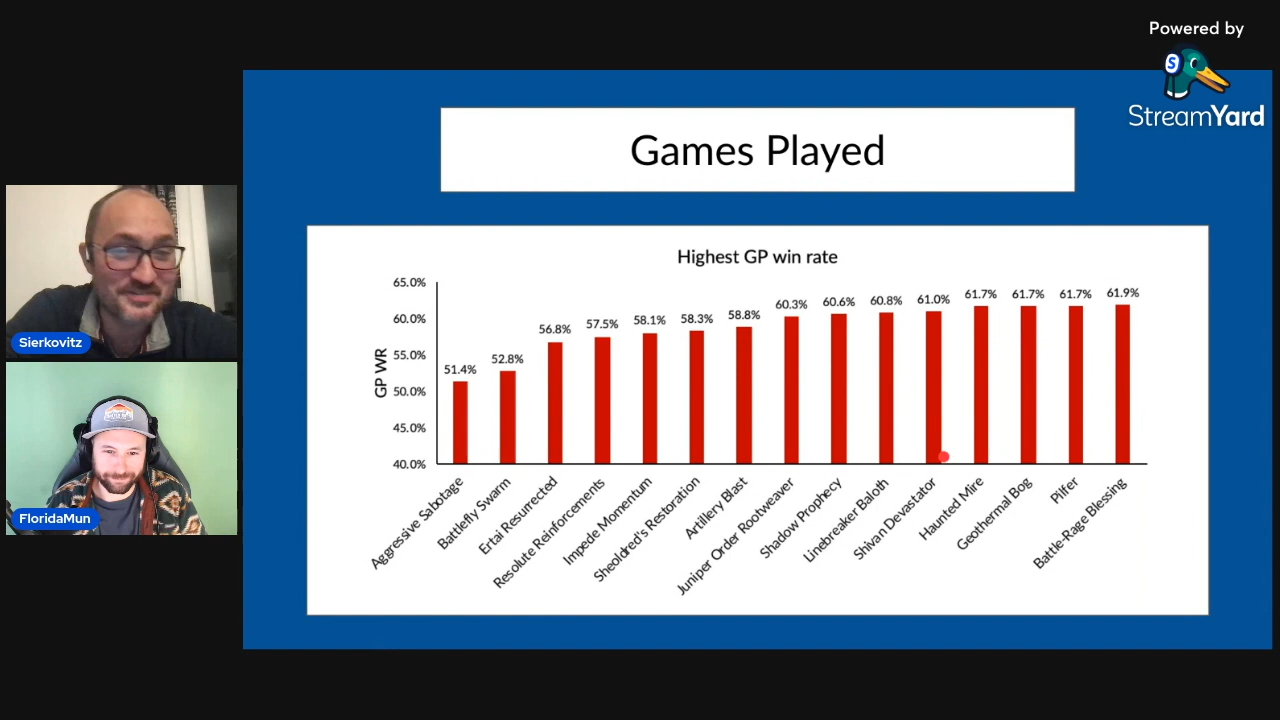 Powered by
StreamYard
Games Played
Highest GP win rate
GP WR
65.0%
60.0%
55.0%
50.0%
45.0%
40.0%
51.4%
52.8%
56.8%
57.5%
58.1%
58.3%
58.8%
60.3%
60.6%
60.8%
61.0%
61.7%
61.7%
61.7%
61.9%
Aggressive Sabotage
Battlefly Swarm
Ertai Resurrected
Resolute Reinforcements
Impede Momentum
Sheoldred's Restoration
Artillery Blast
Juniper Order Rootweaver
Shadow Prophecy
Linebreaker Baloth
Shivan Devastator
Haunted Mire
Geothermal Bog
Pilfer
Battle-Rage Blessing
Sierkovitz
FloridaMun